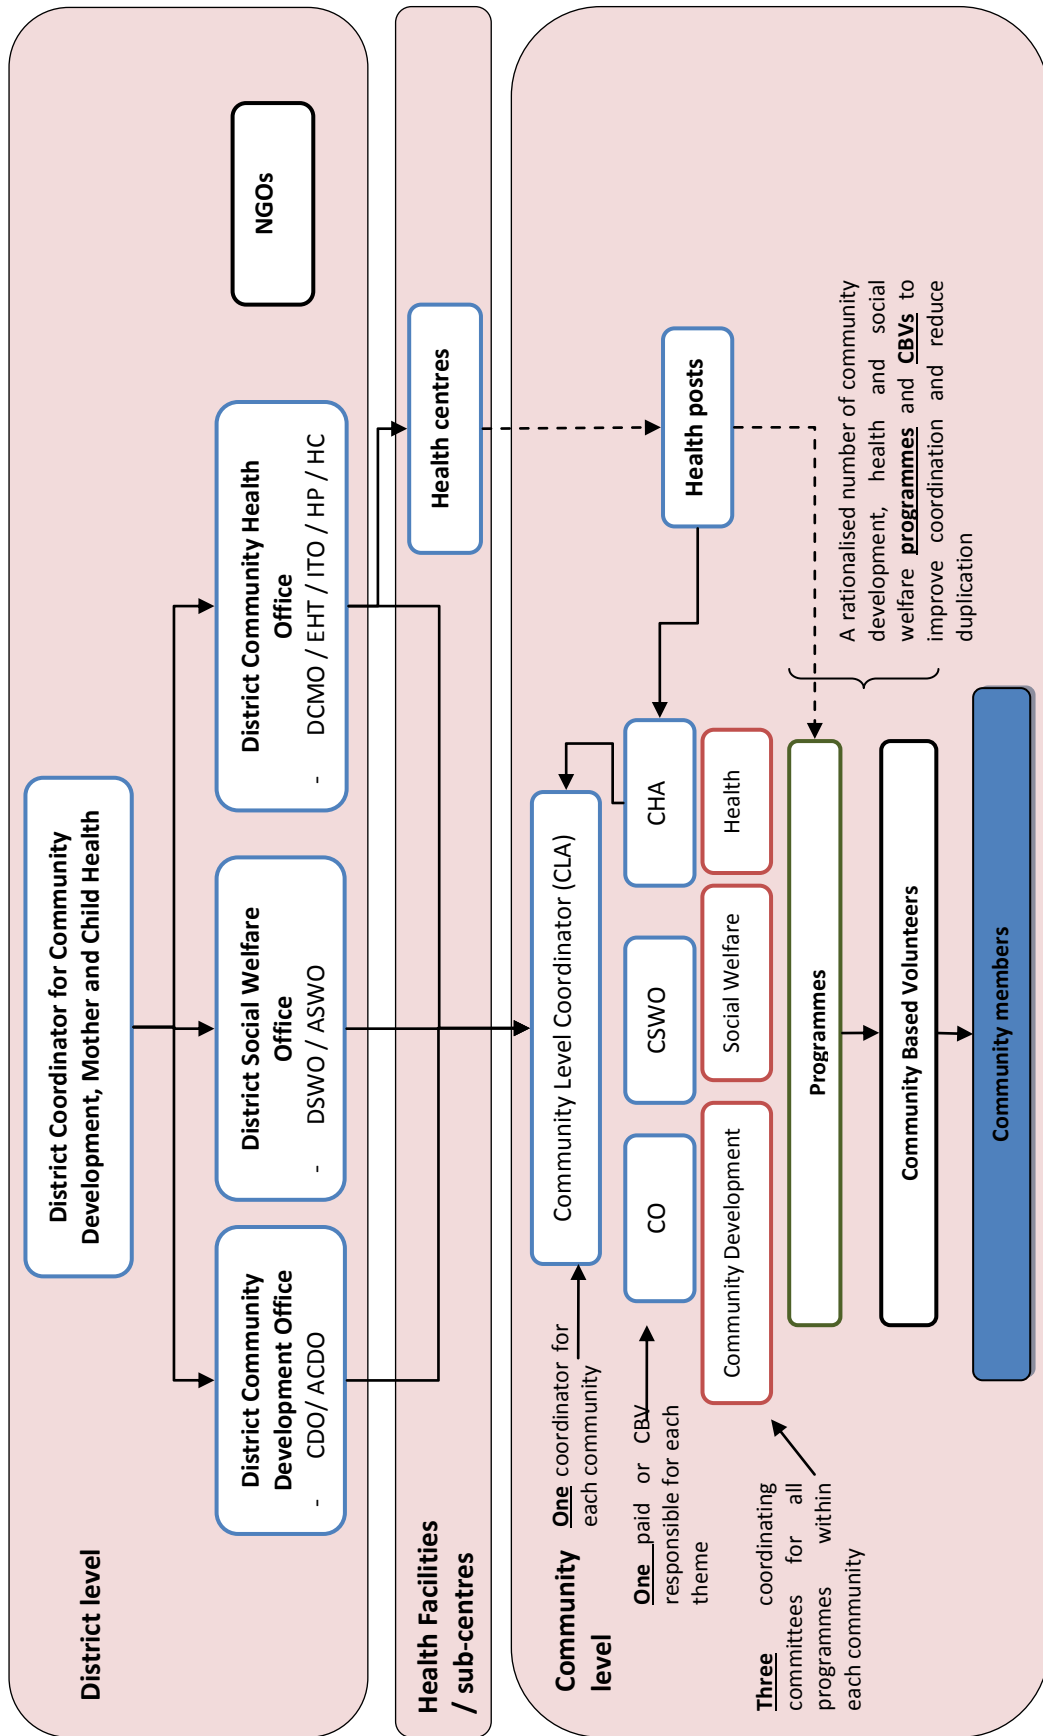 District level
District Coordinator for Community
Development, Mother and Child Health
District Community
Development Office
- CDO/ ACDO
District Social Welfare
Office
- DSWO / ASWO
District Community Health
Office
- DCMO / EHT / ITO / HP / HC
NGOs
Health Facilities
/ sub-centres
Health centres
Community
level
One coordinator for
each community
Community Level Coordinator (CLA)
One paid or CBV
responsible for each
theme
CO
CSWO
CHA
Health posts
Three coordinating
committees for all
programmes within
each community
Community Development
Social Welfare
Health
Programmes
Community Based Volunteers
Community members
A rationalised number of community
development, health and social
welfare programmes and CBVs to
improve coordination and reduce
duplication